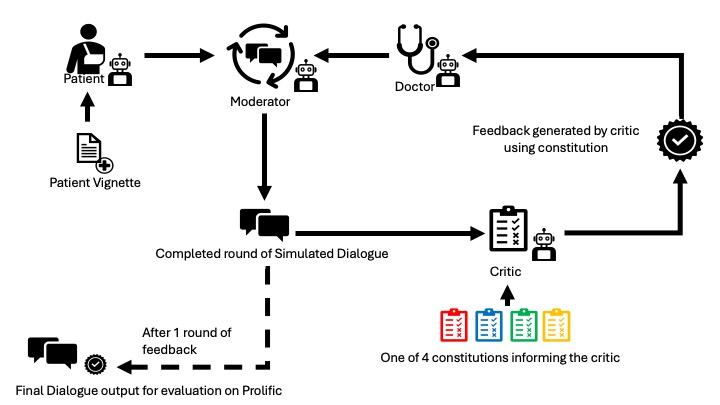 Patient
Moderator
Doctor
Patient Vignette
Feedback generated by critic
using constitution
Completed round of Simulated Dialogue
Critic
After 1 round of
feedback
One of 4 constitutions informing the critic
Final Dialogue output for evaluation on Prolific